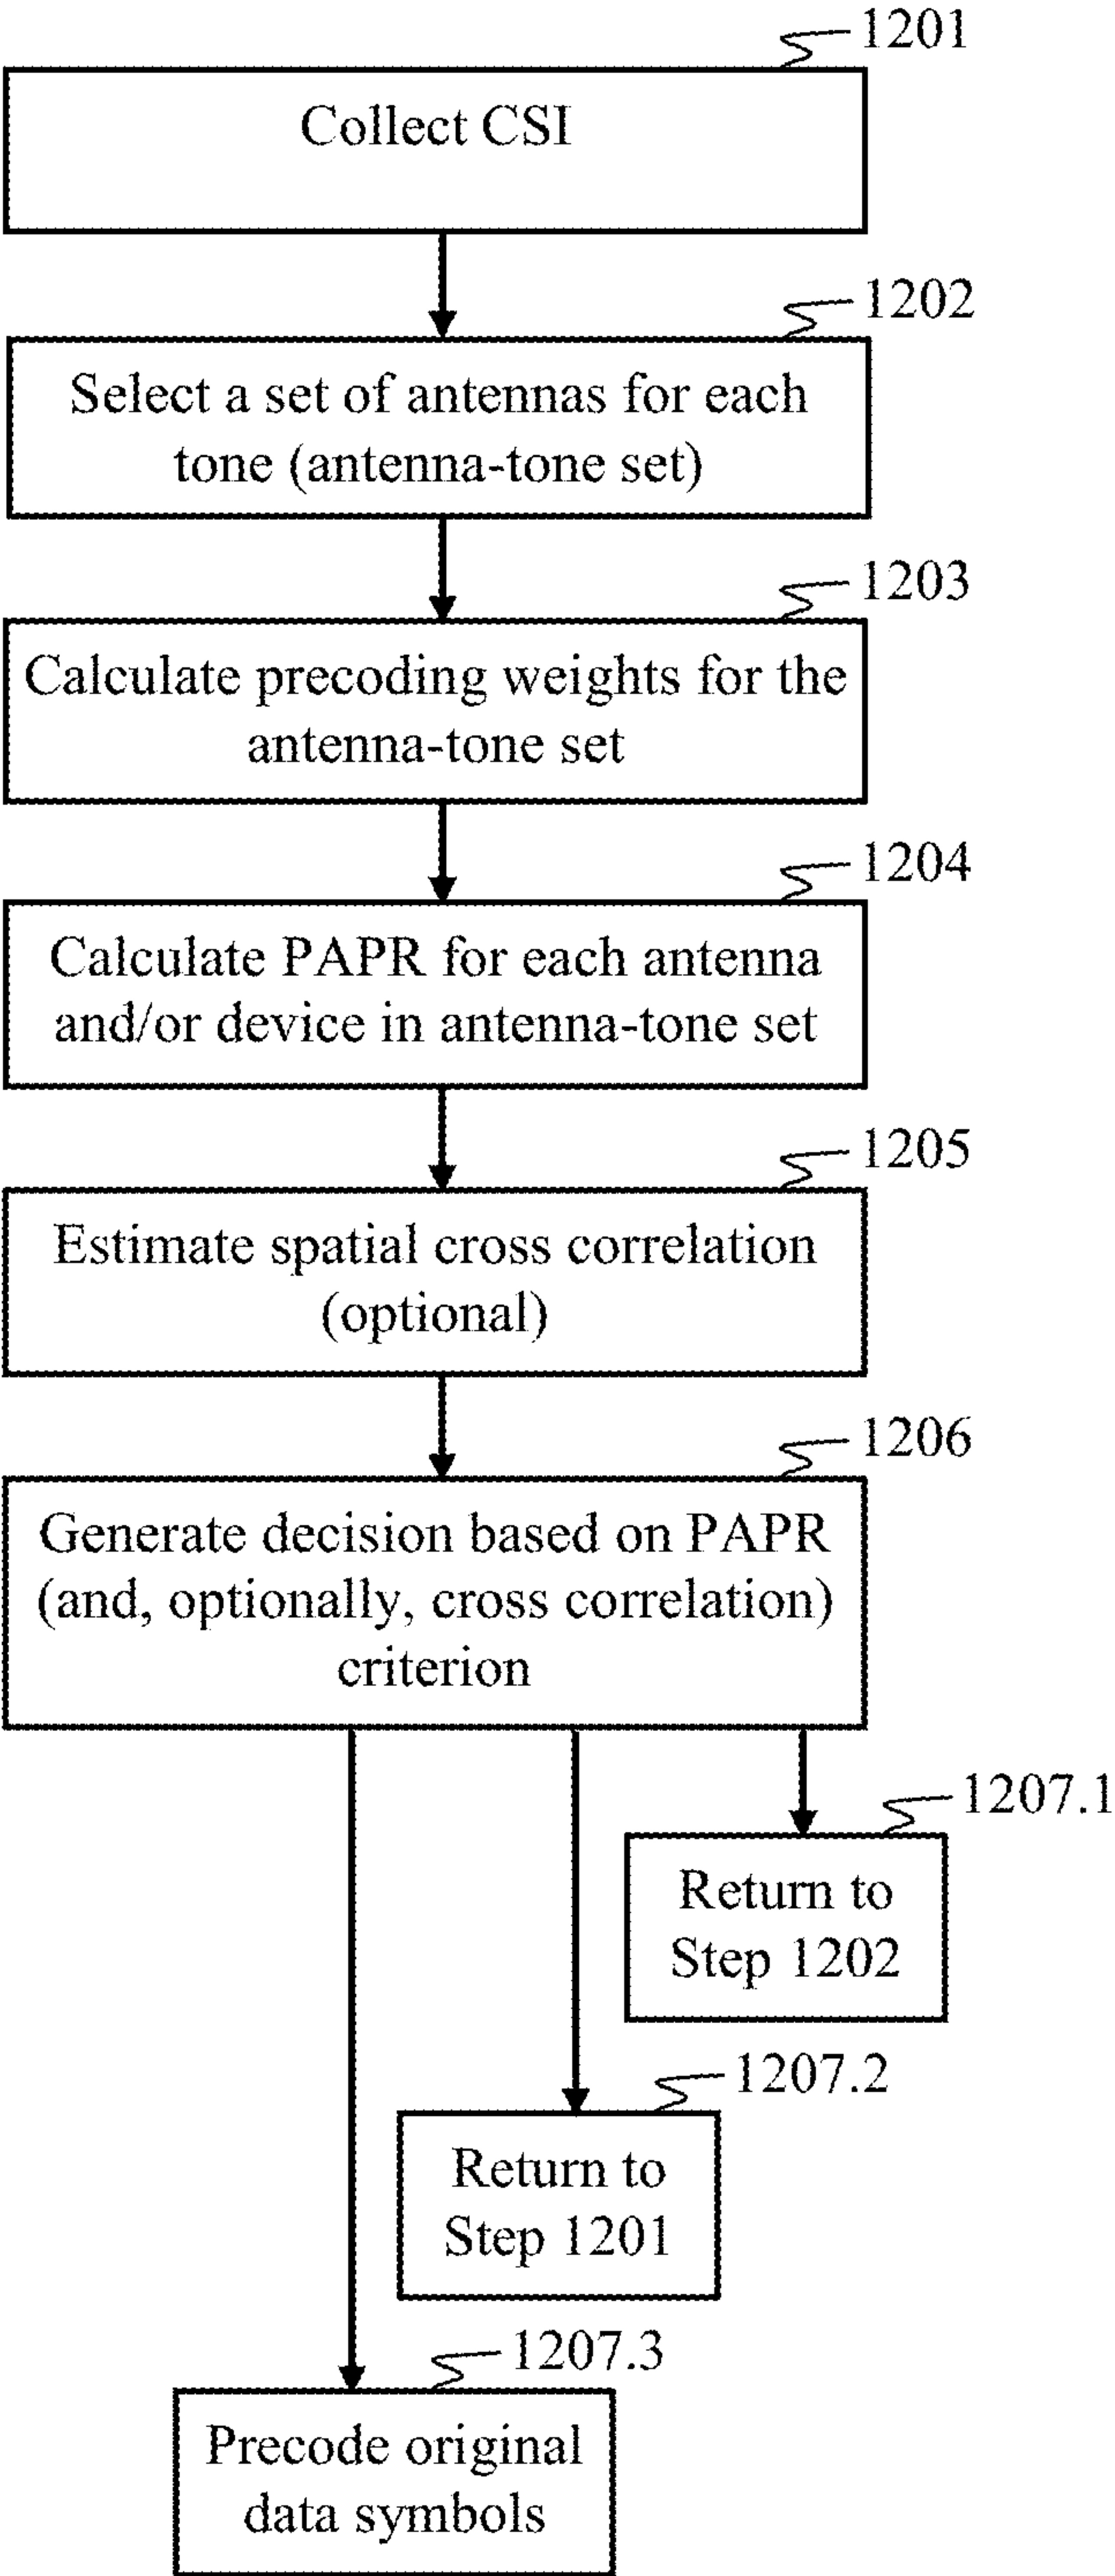 1201
Collect CSI
1202
Select a set of antennas for each
tone (antenna-tone set)
1203
Calculate precoding weights for the
antenna-tone set
1204
Calculate PAPR for each antenna
and/or device in antenna-tone set
1205
Estimate spatial cross correlation
(optional)
1206
Generate decision based on PAPR
(and, optionally, cross correlation)
criterion
1207.1
Return to
Step 1202
1207.2
Return to
Step 1201
1207.3
Precode original
data symbols